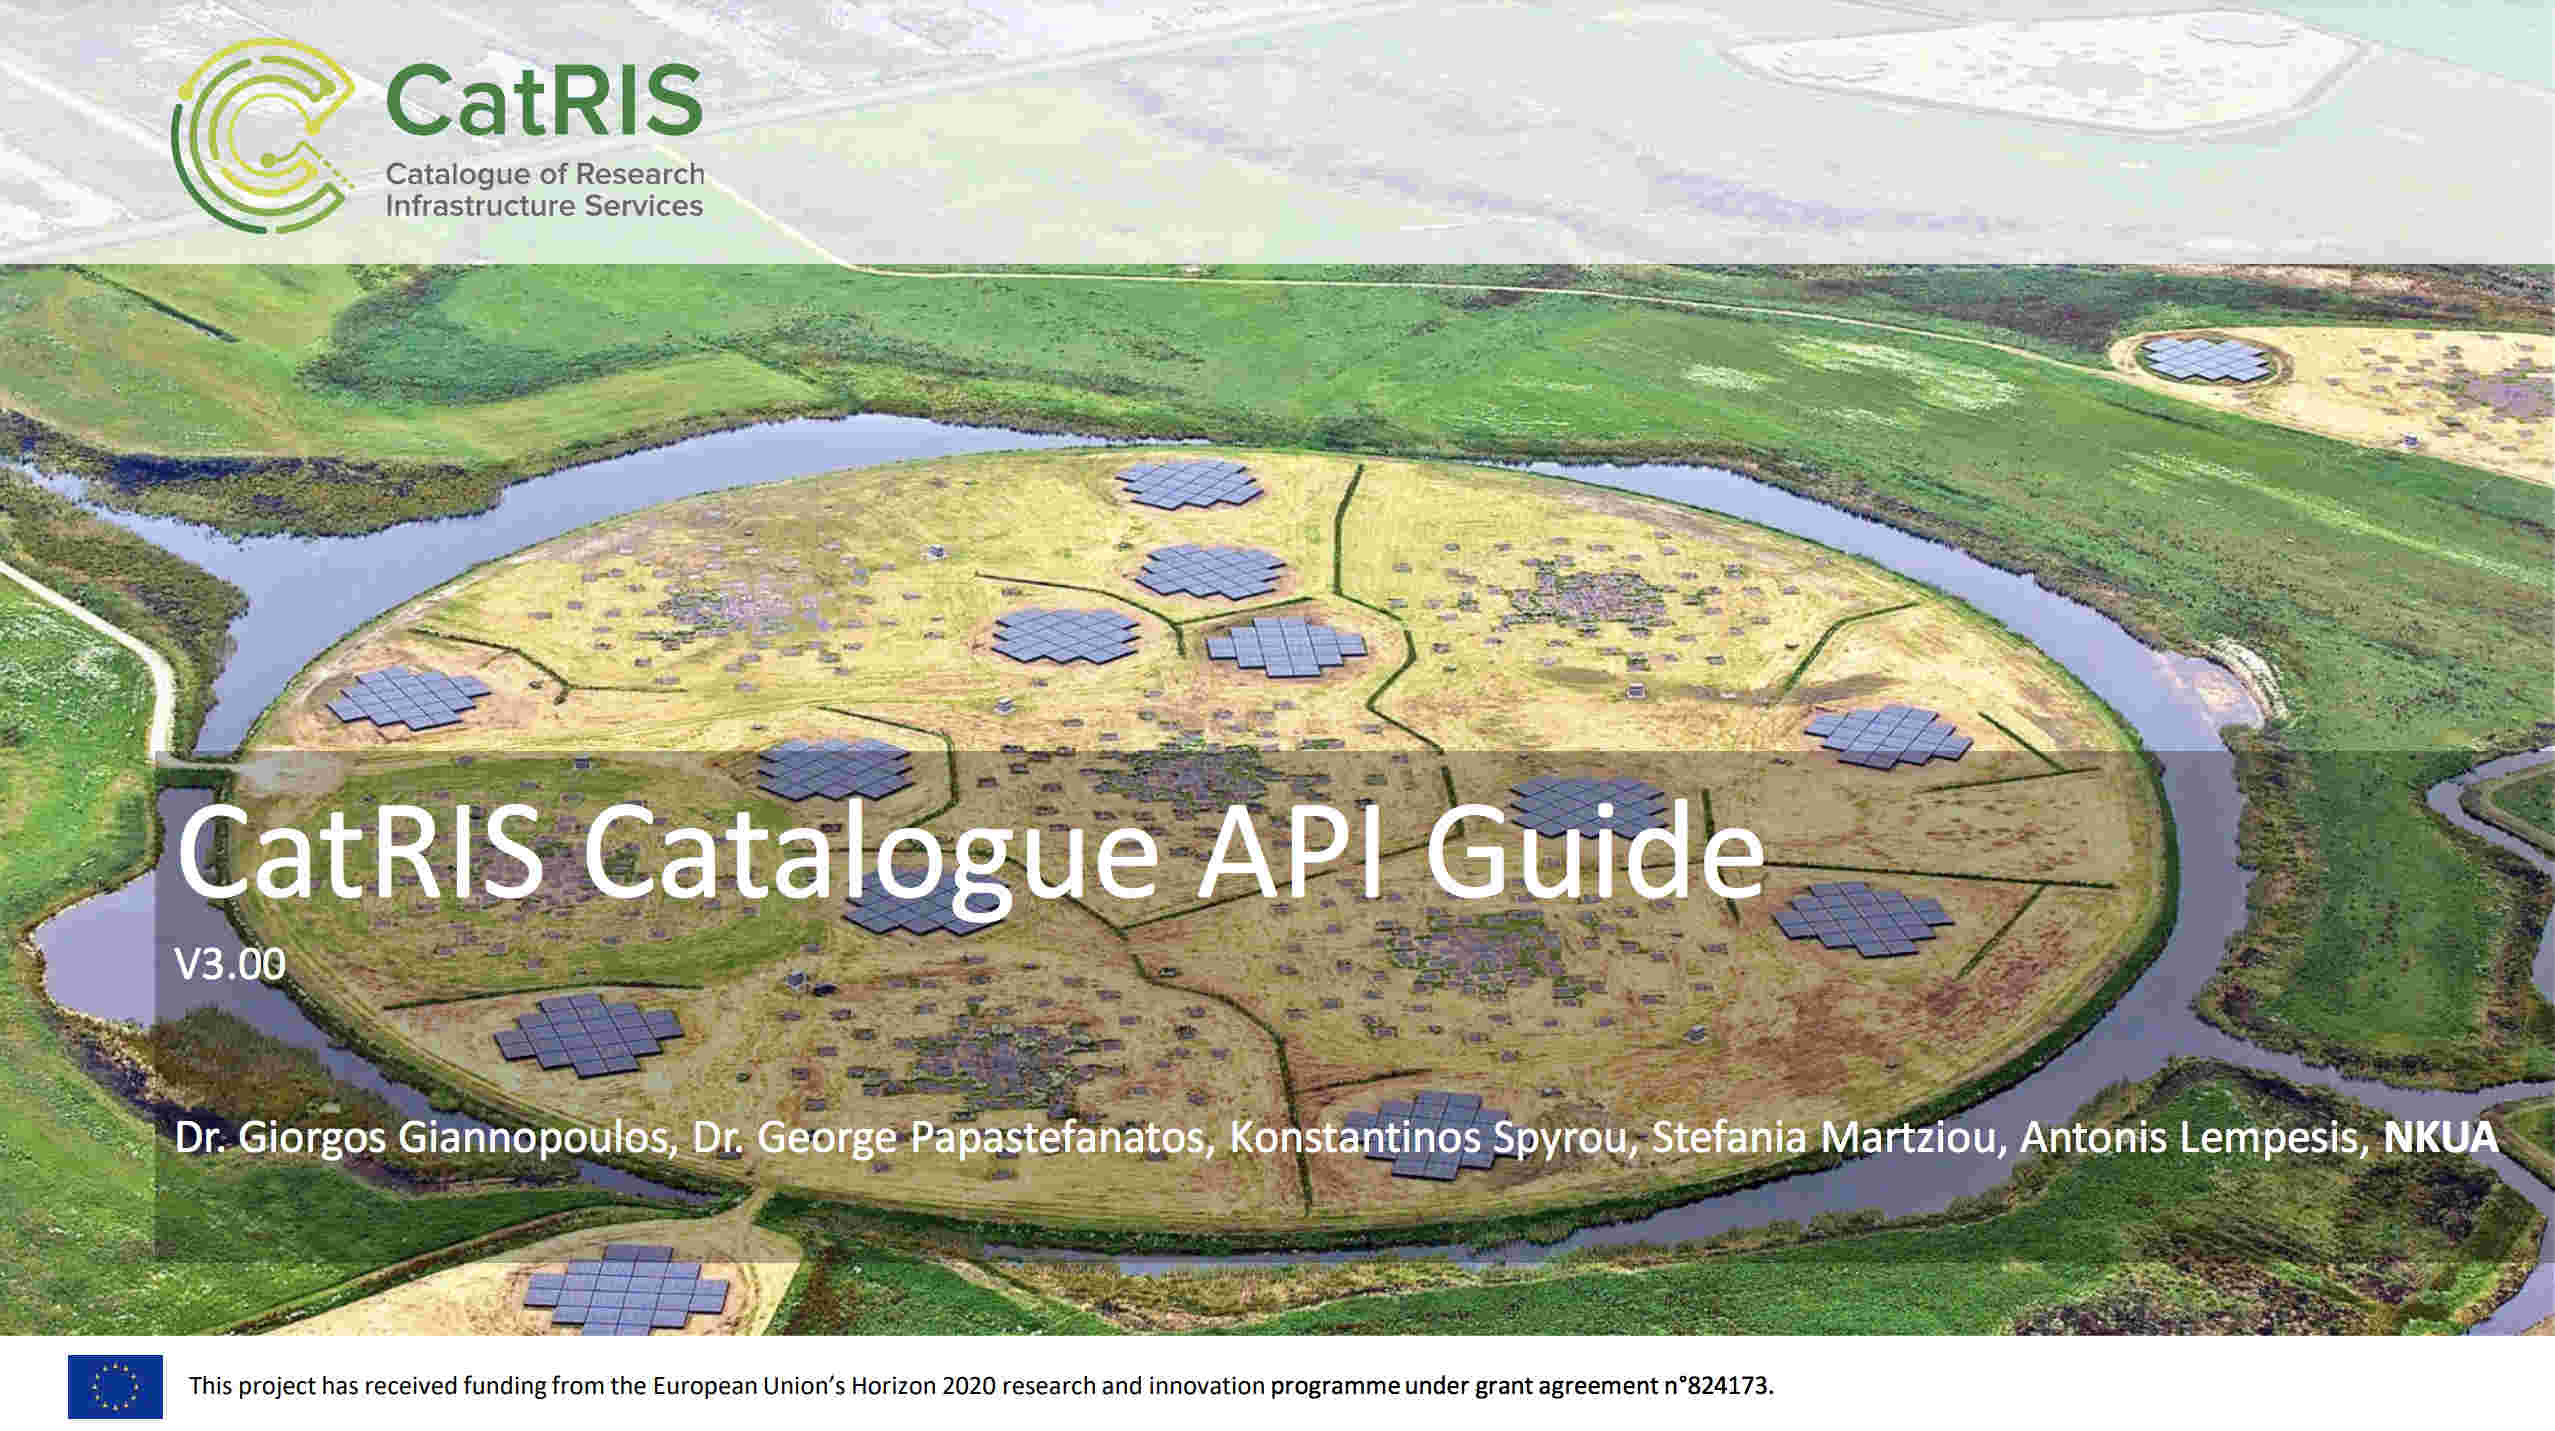 CatRIS
Catalogue of Research
Infrastructure Services
CatRIS Catalogue API Guide
V3.00
Dr. Giorgos Giannopoulos, Dr. George Papastefanatos, Konstantinos Spyrou, Stefania Martziou, Antonis Lempesis, NKUA
This project has received funding from the European Union’s Horizon 2020 research and innovation programme under grant agreement n°824173.